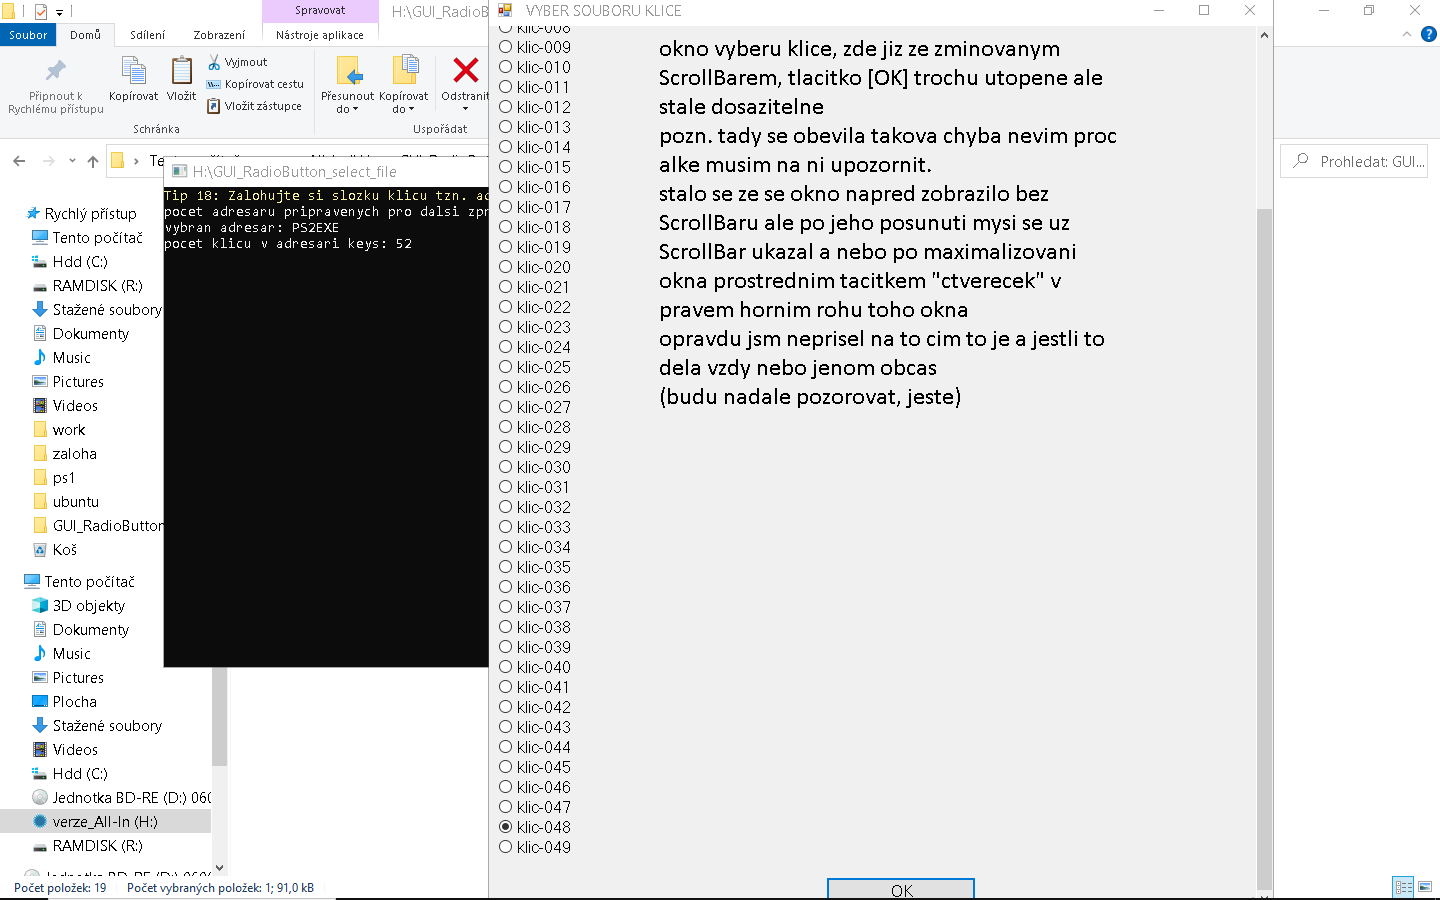 Spravovat
H:\GUI_RadioB
VYBER SOUBORU KLICE
Soubor
Domů
Sdílení
Zobrazení
Nástroje aplikace
Připnout k
Rychlému přístupu
Kopírovat
Vložit
Vyjmout
Kopírovat cestu
Vložit zástupce
Schránka
Přesunout
do
Kopírovat
do
Odstranit
Uspořádat
Prohledat: GUI...
H:\GUI_RadioButton_select_file
Tip 18: Zalohujte si slozku klicu tzn. ad
pocet adresaru pripravenych pro dalsi zpr
vybran adresar: PS2EXE
pocet klicu v adresari keys: 52
Rychlý přístup
Tento počítač
Hdd (C:)
RAMDISK (R:)
Stažené soubory
Dokumenty
Music
Pictures
Videos
work
zaloha
ps1
ubuntu
GUI_RadioButton
Koš
Tento počítač
3D objekty
Dokumenty
Music
Pictures
Plocha
Stažené soubory
Videos
Hdd (C:)
Jednotka BD-RE (D:) 060
verze_All-In (H:)
RAMDISK (R:)
Počet položek: 19
Počet vybraných položek: 1; 91,0 kB
klic-008
klic-009
klic-010
klic-011
klic-012
klic-013
klic-014
klic-015
klic-016
klic-017
klic-018
klic-019
klic-020
klic-021
klic-022
klic-023
klic-024
klic-025
klic-026
klic-027
klic-028
klic-029
klic-030
klic-031
klic-032
klic-033
klic-034
klic-035
klic-036
klic-037
klic-038
klic-039
klic-040
klic-041
klic-042
klic-043
klic-044
klic-045
klic-046
klic-047
klic-048
klic-049
okno vyberu klice, zde jiz ze zminovanym
ScrollBarem, tlacitko [OK] trochu utopene ale
stale dosazitelne
pozn. tady se obevila takova chyba nevim proc
alke musim na ni upozornit.
stalo se ze se okno napred zobrazilo bez
ScrollBaru ale po jeho posunuti mysi se uz
ScrollBar ukazal a nebo po maximalizovani
okna prostrednim tacitkem "ctverecek" v
pravem hornim rohu toho okna
opravdu jsm neprisel na to cim to je a jestli to
dela vzdy nebo jenom obcas
(budu nadale pozorovat, jeste)
OK